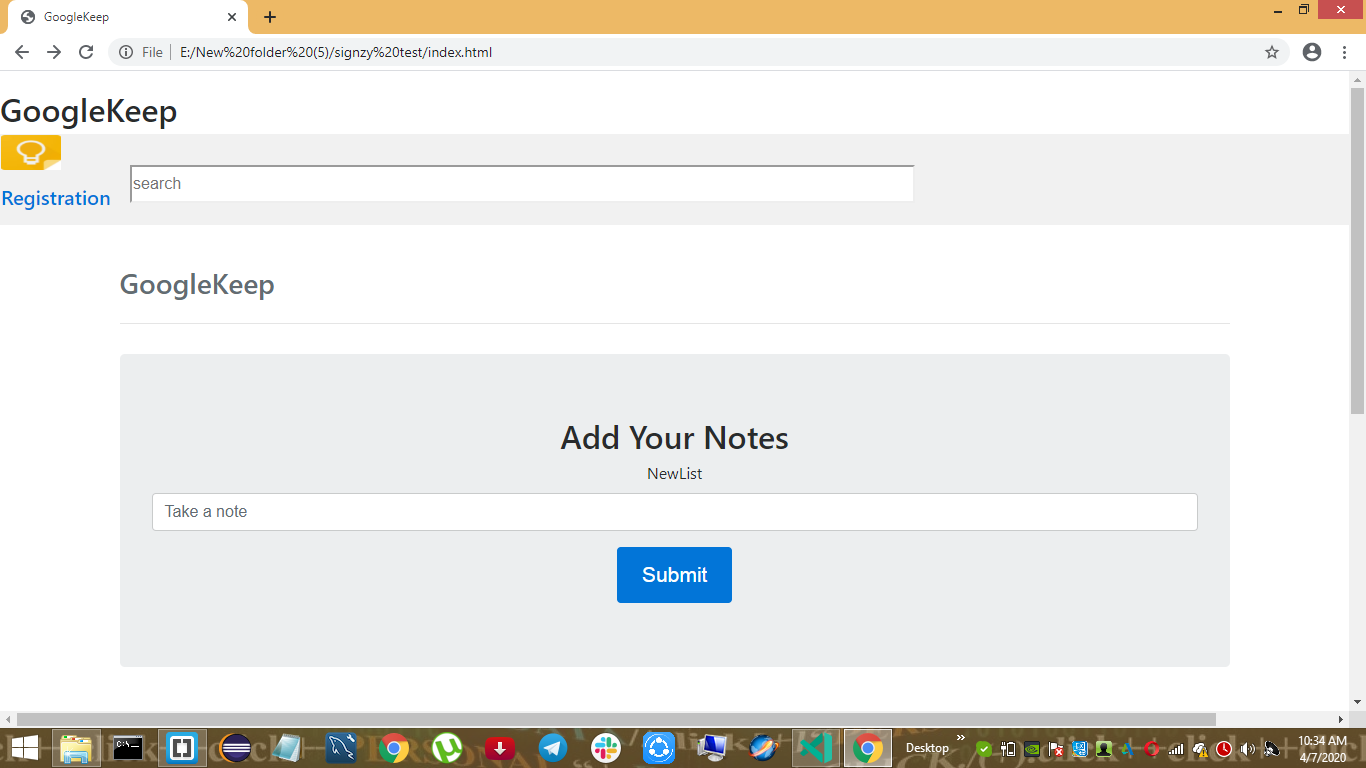 GoogleKeep
File
E:/New%20folder%20(5)/signzy%20test/index.html
GoogleKeep
Registration
search
GoogleKeep
Add Your Notes
NewList
Take a note
Submit
C:\
Desktop
10:34 AM
4/7/2020